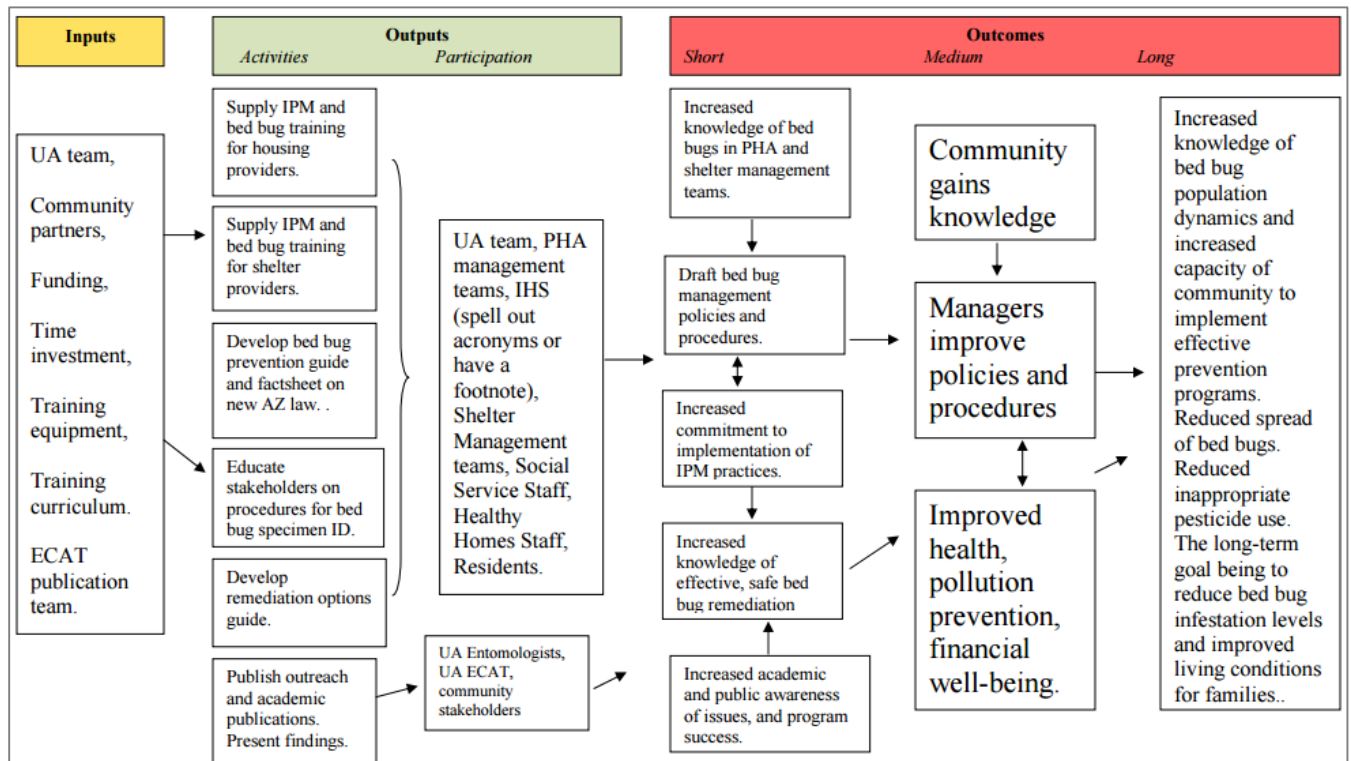 Inputs
Outputs
Activities Participation
Outcomes
Short Medium Long
UA team,
Community
partners,
Funding,
Time
investment,
Training
equipment,
Training
curriculum.
ECAT
publication
team.
Supply IPM and
bed bug training
for housing
providers.
Supply IPM and
bed bug training
for shelter
providers.
Develop bed bug
prevention guide
and factsheet on
new AZ law. .
Educate
stakeholders on
procedures for bed
bug specimen ID.
Develop
remediation options
guide.
Publish outreach
and academic
publications.
Present findings.
UA team, PHA
management
teams, IHS
(spell out
acronyms or
have a
footnote),
Shelter
Management
teams, Social
Service Staff,
Healthy
Homes Staff,
Residents.
UA Entomologists,
UA ECAT,
community
stakeholders
Increased
knowledge of bed
bugs in PHA and
shelter management
teams.
Draft bed bug
management
policies and
procedures.
Increased
commitment to
implementation of
IPM practices.
Increased
knowledge of
effective, safe bed
bug remediation
Increased academic
and public awareness
of issues, and program
success.
Community
gains
knowledge
Managers
improve
policies and
procedures
Improved
health,
pollution
prevention,
financial
well-being.
Increased
knowledge of
bed bug
population
dynamics and
increased
capacity of
community to
implement
effective
prevention
programs.
Reduced spread
of bed bugs.
Reduced
inappropriate
pesticide use.
The long-term
goal being to
reduce bed bug
infestation levels
and improved
living conditions
for families..